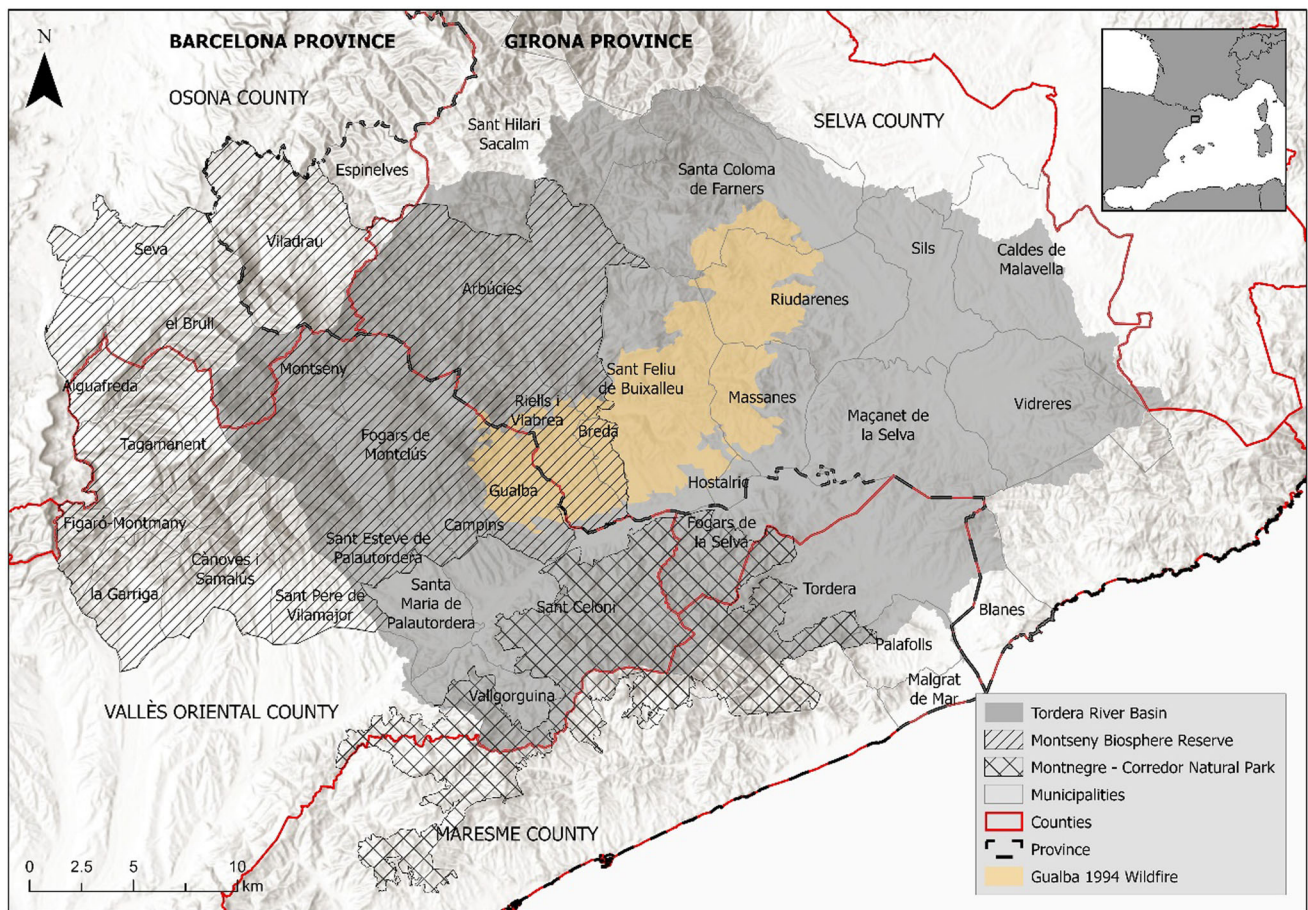 N
BARCELONA PROVINCE
GIRONA PROVINCE
OSONA COUNTY
SELVA COUNTY
Sant Hilari
Sacalm
Espinelves
Santa Coloma
de Farners
Seva
Viladrau
Sils
Caldes de
Malavella
Arbúcies
Riudarenes
el Brull
Montseny
Aiguafreda
Sant Feliu
de Buixalleu
Massanes
Vidreres
Riells i
Viabrea
Breda
Maçanet de
la Selva
Tagamanent
Fogars de
Montclús
Gualba
Hostalric
Figaró-Montmany
Campins
Fogars de
la Selva
Sant Esteve de
Palautordera
Cànoves i
Samalús
la Garriga
Sant Pere de
Vilamajor
Santa
Maria de
Palautordera
Sant Celoni
Tordera
Blanes
Palafolls
Malgrat
de Mar
Vallgorguina
VALLÈS ORIENTAL COUNTY
MARESME COUNTY
0 2.5 5 10
km
Tordera River Basin
Montseny Biosphere Reserve
Montnegre - Corredor Natural Park
Municipalities
Counties
Province
Gualba 1994 Wildfire